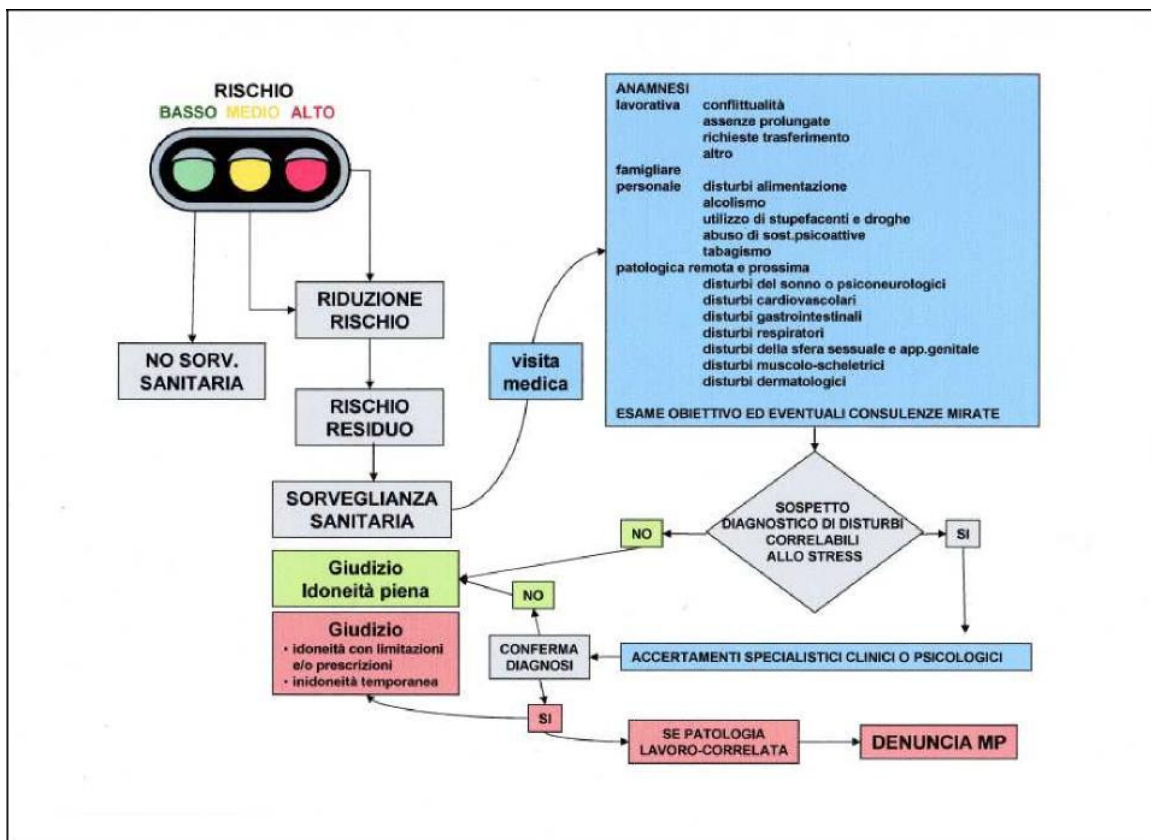 RISCHIO
BASSO MEDIO ALTO
RIDUZIONE
RISCHIO
NO SORV.
SANITARIA
RISCHIO
RESIDUO
SORVEGLIANZA
SANITARIA
visita
medica
ANAMNESI
lavorativa conflittualità
assenze prolungate
richieste trasferimento
altro
famigliare
personale disturbi alimentazione
alcolismo
utilizzo di stupefacenti e droghe
abuso di sost.psicoattive
tabagismo
patologica remota e prossima
disturbi del sonno o psiconeurologici
disturbi cardiovascolari
disturbi gastrointestinali
disturbi respiratori
disturbi della sfera sessuale e app.genitale
disturbi muscolo-scheletrici
disturbi dermatologici
ESAME OBIETTIVO ED EVENTUALI CONSULENZE MIRATE
SOSPETTO
DIAGNOSTICO DI DISTURBI
CORRELABILI
ALLO STRESS
NO
SI
Giudizio
Idoneità piena
NO
Giudizio
• idoneità con limitazioni
e/o prescrizioni
• inidoneità temporanea
CONFERMA
DIAGNOSI
ACCERTAMENTI SPECIALISTICI CLINICI O PSICOLOGICI
SI
SE PATOLOGIA
LAVORO-CORRELATA
DENUNCIA MP